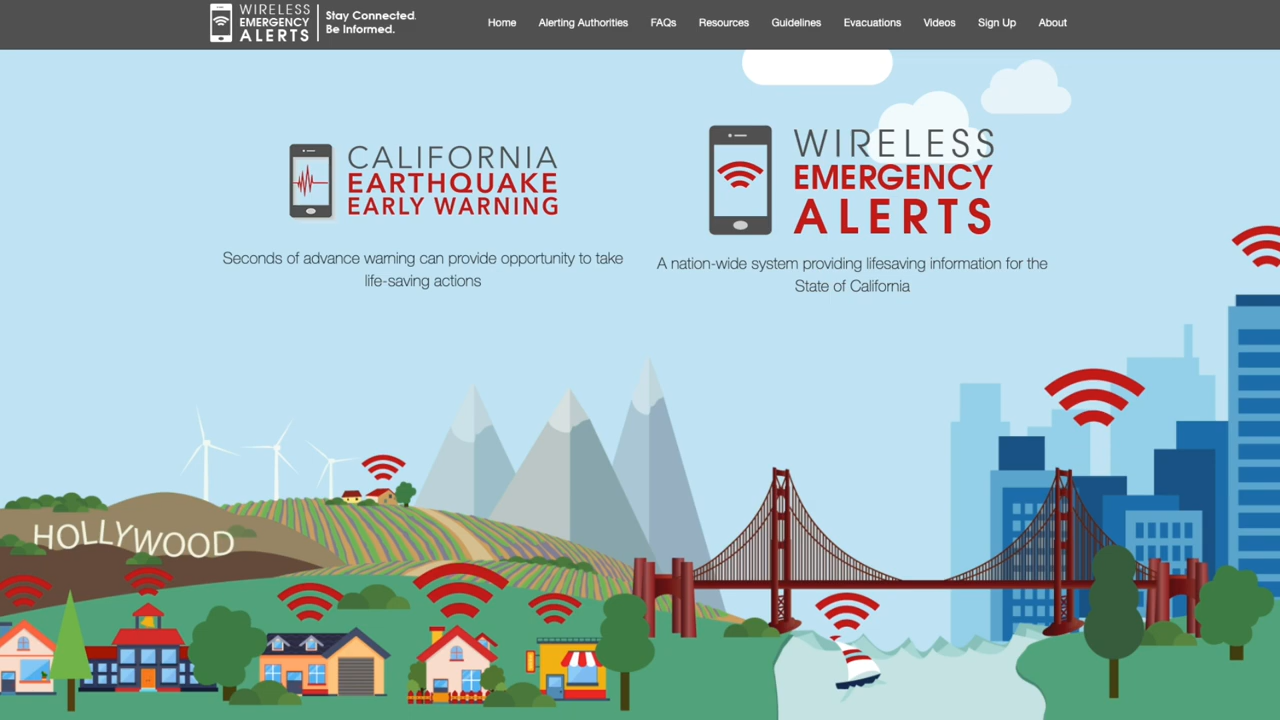 WIRELESS
EMERGENCY
ALERTS
Stay Connected.
Be Informed.
Home
Alerting Authorities
FAQs
Resources
Guidelines
Evacuations
Videos
Sign Up
About
CALIFORNIA
EARTHQUAKE
EARLY WARNING
Seconds of advance warning can provide opportunity to take
life-saving actions
WIRELESS
EMERGENCY
ALERTS
A nation-wide system providing lifesaving information for the
State of California
HOLLYWOOD